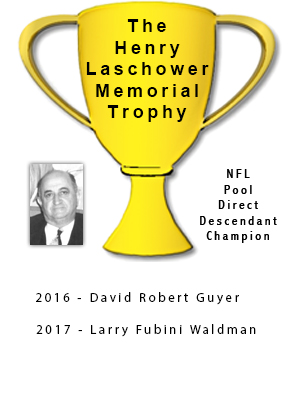 The
Henry
Laschower
Memorial
Trophy
NFL
Pool
Direct
Descendant
Champion
2016 - David Robert Guyer
2017 - Larry Fubini Waldman